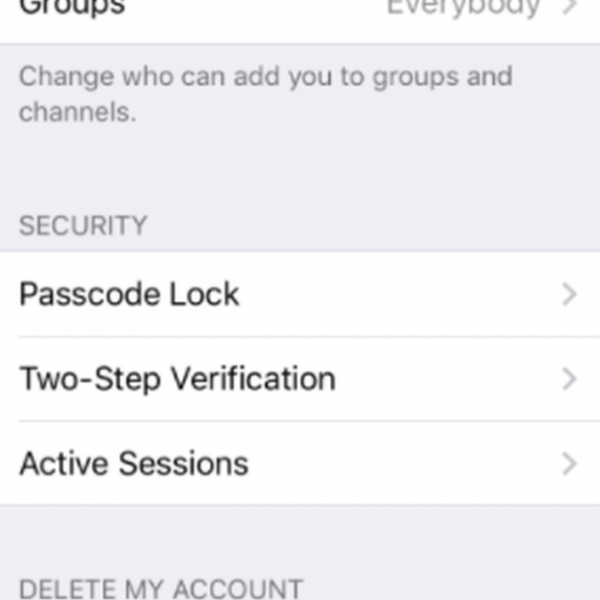 Groups Everybody
Change who can add you to groups and
channels.
SECURITY
Passcode Lock
Two-Step Verification
Active Sessions
DELETE MY ACCOUNT